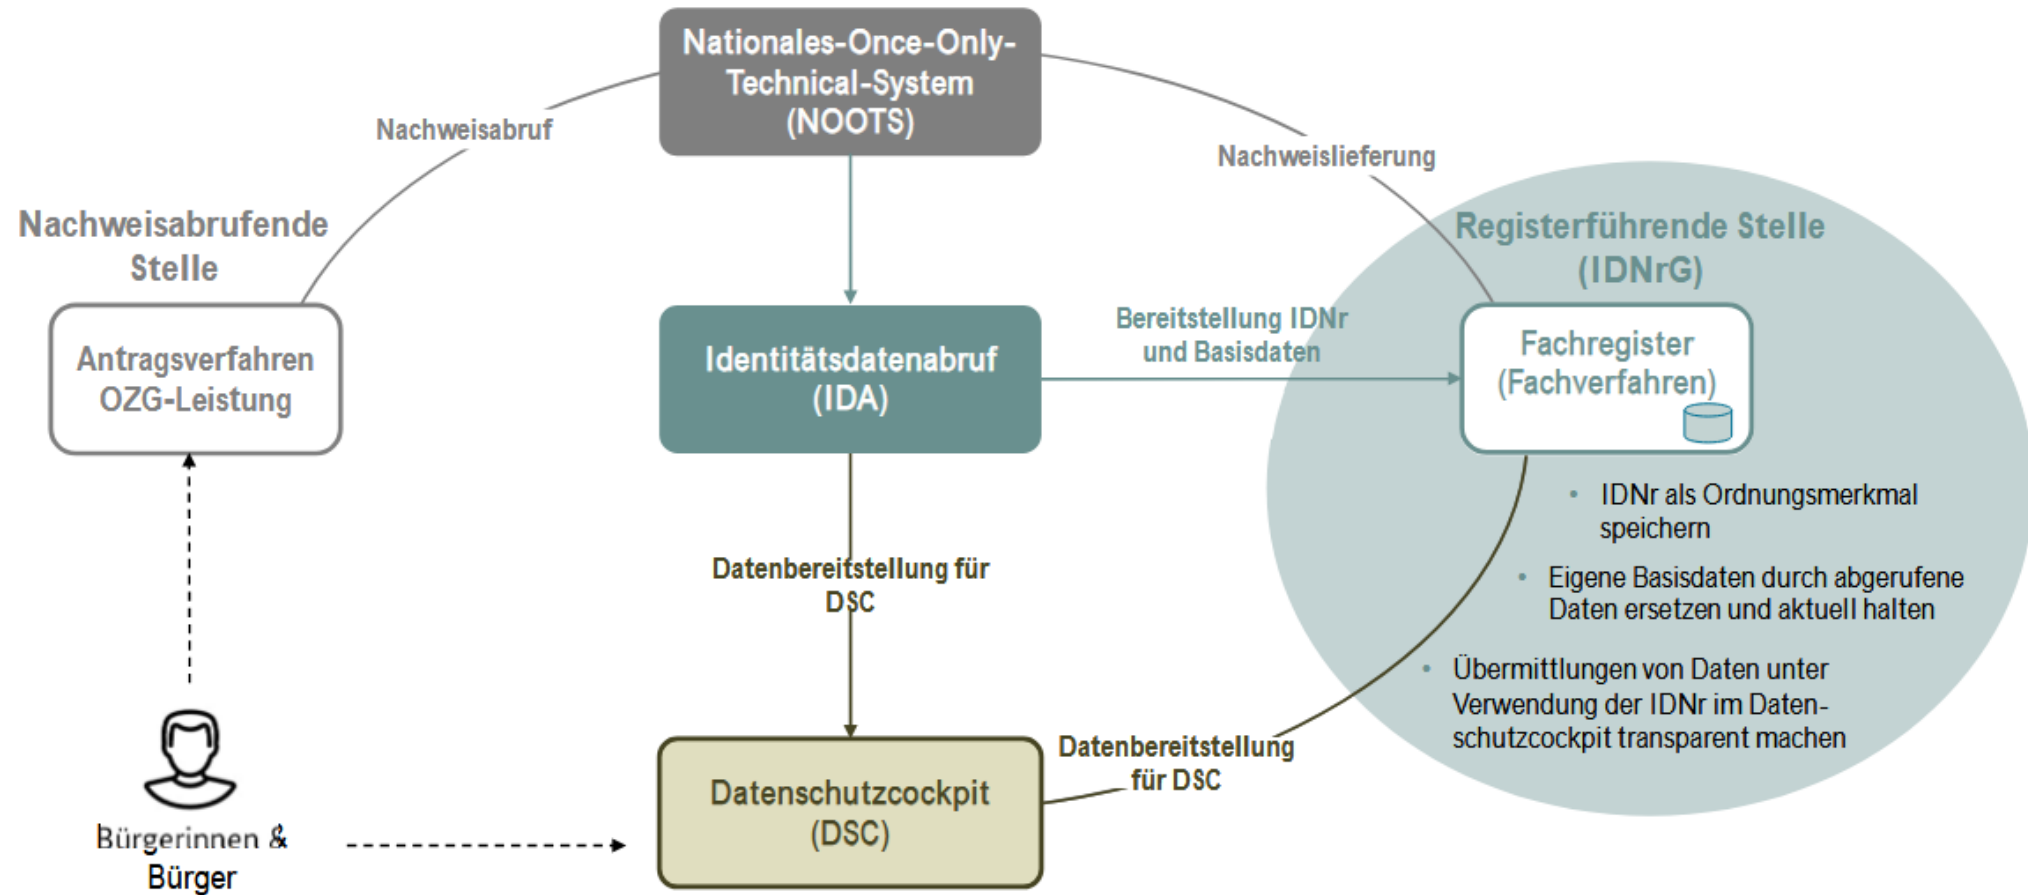 Nationales-Once-Only-
Technical-System
(NOOTS)
Nachweisabruf
Nachweislieferung
Nachweisabrufende
Stelle
Antragsverfahren
OZG-Leistung
Registerführende Stelle
(IDNrG)
Identitätsdatenabruf
(IDA)
Bereitstellung IDNr
und Basisdaten
Fachregister
(Fachverfahren)
• IDNr als Ordnungsmerkmal
speichern
• Eigene Basisdaten durch abgerufene
Daten ersetzen und aktuell halten
• Übermittlungen von Daten unter
Verwendung der IDNr im Daten-
schutzcockpit transparent machen
Datenbereitstellung für
DSC
Datenbereitstellung
für DSC
Datenschutzcockpit
(DSC)
Bürgerinnen &
Bürger